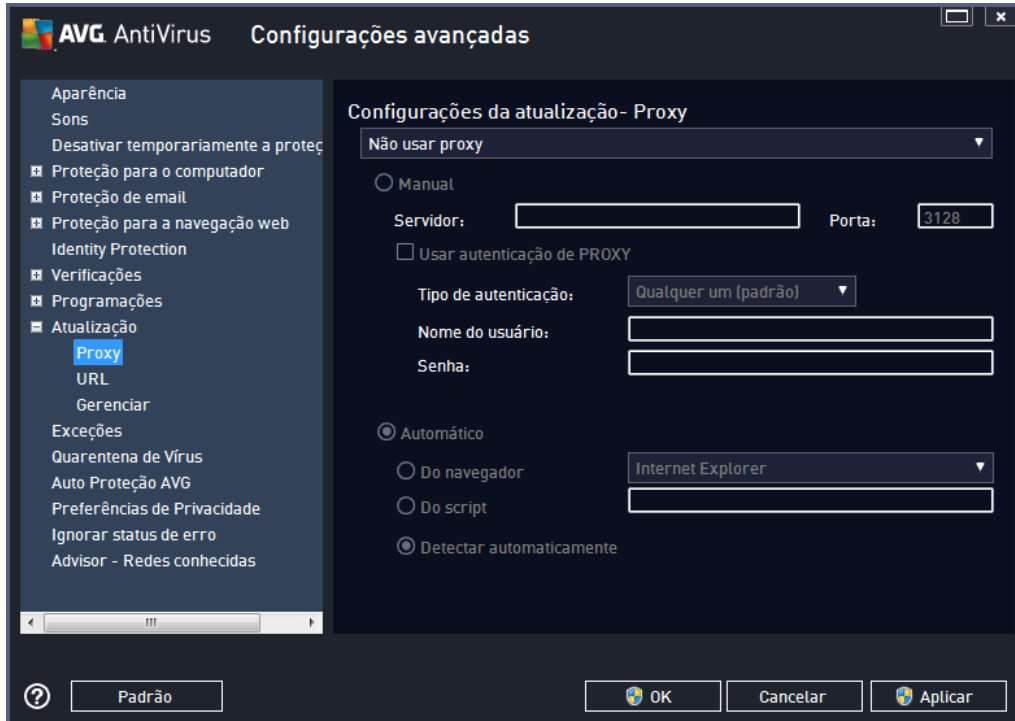 AVG. AntiVirus Configurações avançadas
Aparência
Sons
Desativar temporariamente a proteç
Proteção para o computador
Proteção de email
Proteção para a navegação web
Identity Protection
Verificações
Programações
Atualização
Proxy
URL
Gerenciar
Exceções
Quarentena de Vírus
Auto Proteção AVG
Preferências de Privacidade
Ignorar status de erro
Advisor - Redes conhecidas
Configurações da atualização- Proxy
Não usar proxy
Manual
Servidor: Porta: 3128
Usar autenticação de PROXY
Tipo de autenticação: Qualquer um (padrão)
Nome do usuário:
Senha:
Automático
Do navegador Internet Explorer
Do script
Detectar automaticamente
Padrão OK Cancelar Aplicar